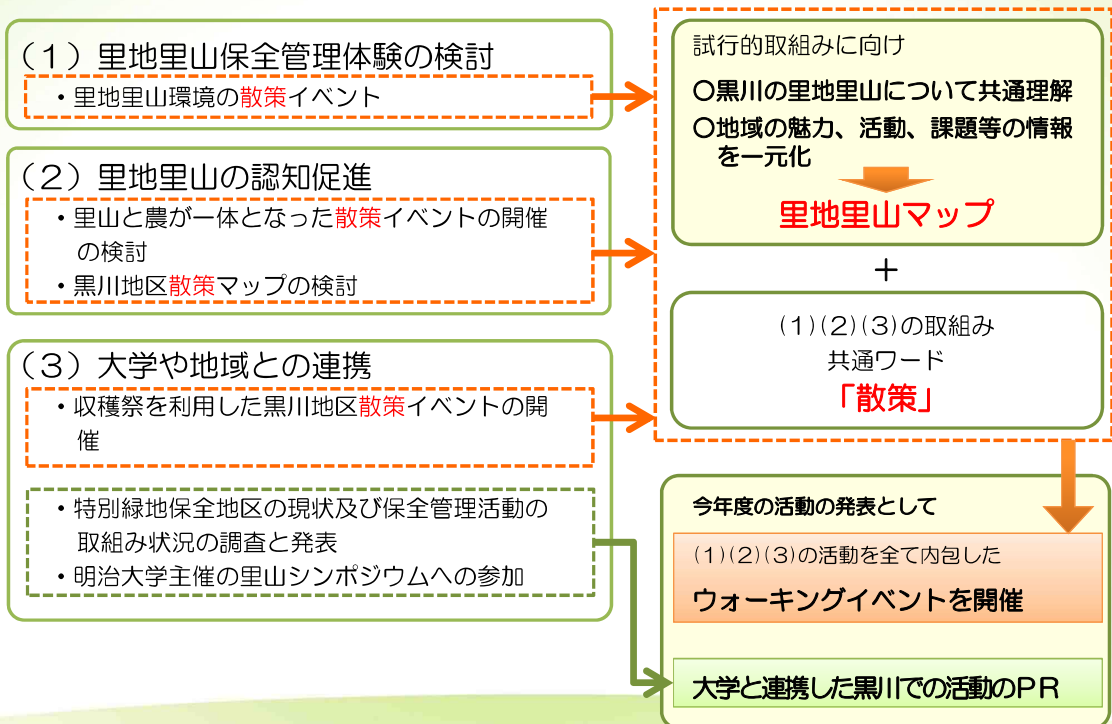 （１）里地里山保全管理体験の検討
・里地里山環境の散策イベント
（２）里地里山の認知促進
・里山と農が一体となった散策イベントの開催
の検討
・黒川地区散策マップの検討
（３）大学や地域との連携
・収穫祭を利用した黒川地区散策イベントの開
催
・特別緑地保全地区の現状及び保全管理活動の
取組み状況の調査と発表
・明治大学主催の里山シンポジウムへの参加
試行的取組みに向け
〇黒川の里地里山について共通理解
〇地域の魅力、活動、課題等の情報
を一元化
里地里山マップ
＋
(1)(2)(3)の取組み
共通ワード
「散策」
今年度の活動の発表として
(1)(2)(3)の活動を全て内包した
ウォーキングイベントを開催
大学と連携した黒川での活動のＰＲ